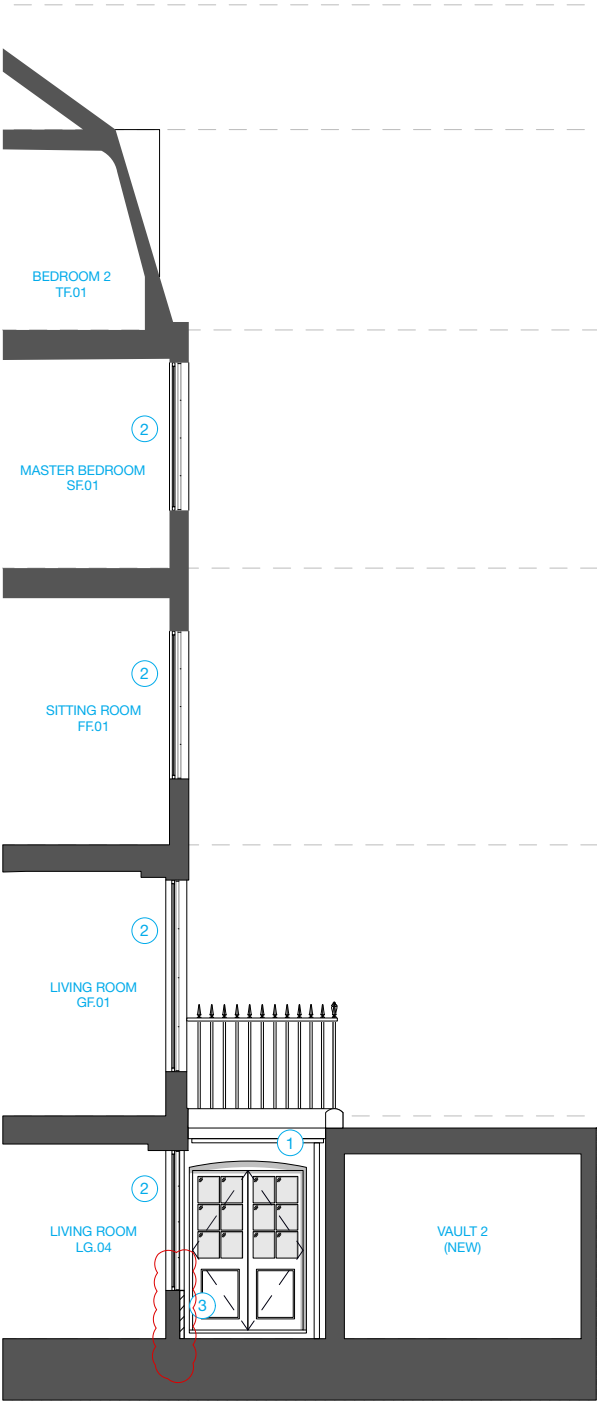 BEDROOM 2
TF.01
2
MASTER BEDROOM
SF.01
2
SITTING ROOM
FF.01
2
LIVING ROOM
GF.01
1
2
LIVING ROOM
LG.04
VAULT 2
(NEW)
3